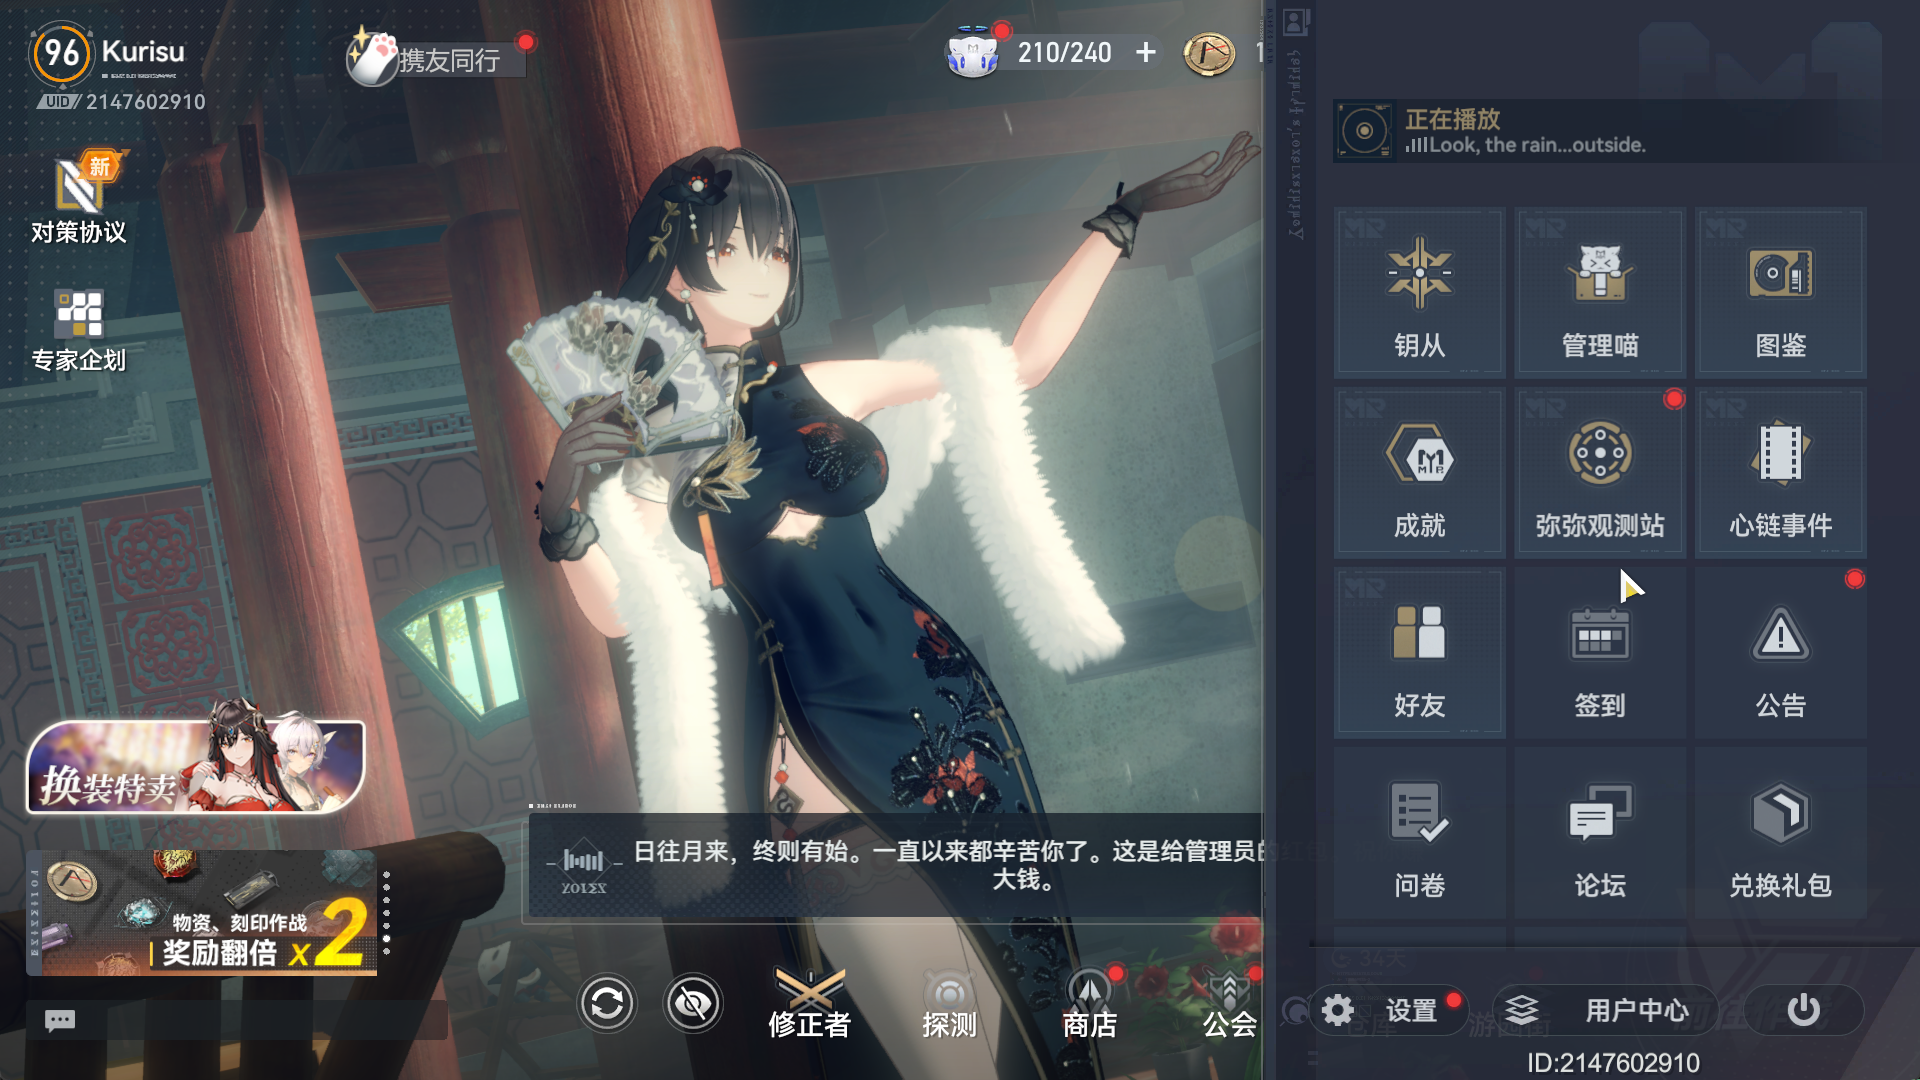 96
Kurisu
UID
2147602910
携友同行
210/240
+
正在播放
Look, the rain...outside.
新
对策协议
专家企划
钥从
管理喵
图鉴
成就
弥弥观测站
心链事件
好友
签到
公告
问卷
论坛
兑换礼包
换装特卖
物资、刻印作战
奖励翻倍 x2
日往月来，终则有始。一直以来都辛苦你了。这是给管理员的
大钱。
修正者
探测
商店
公会
34天
设置
用户中心
ID:2147602910